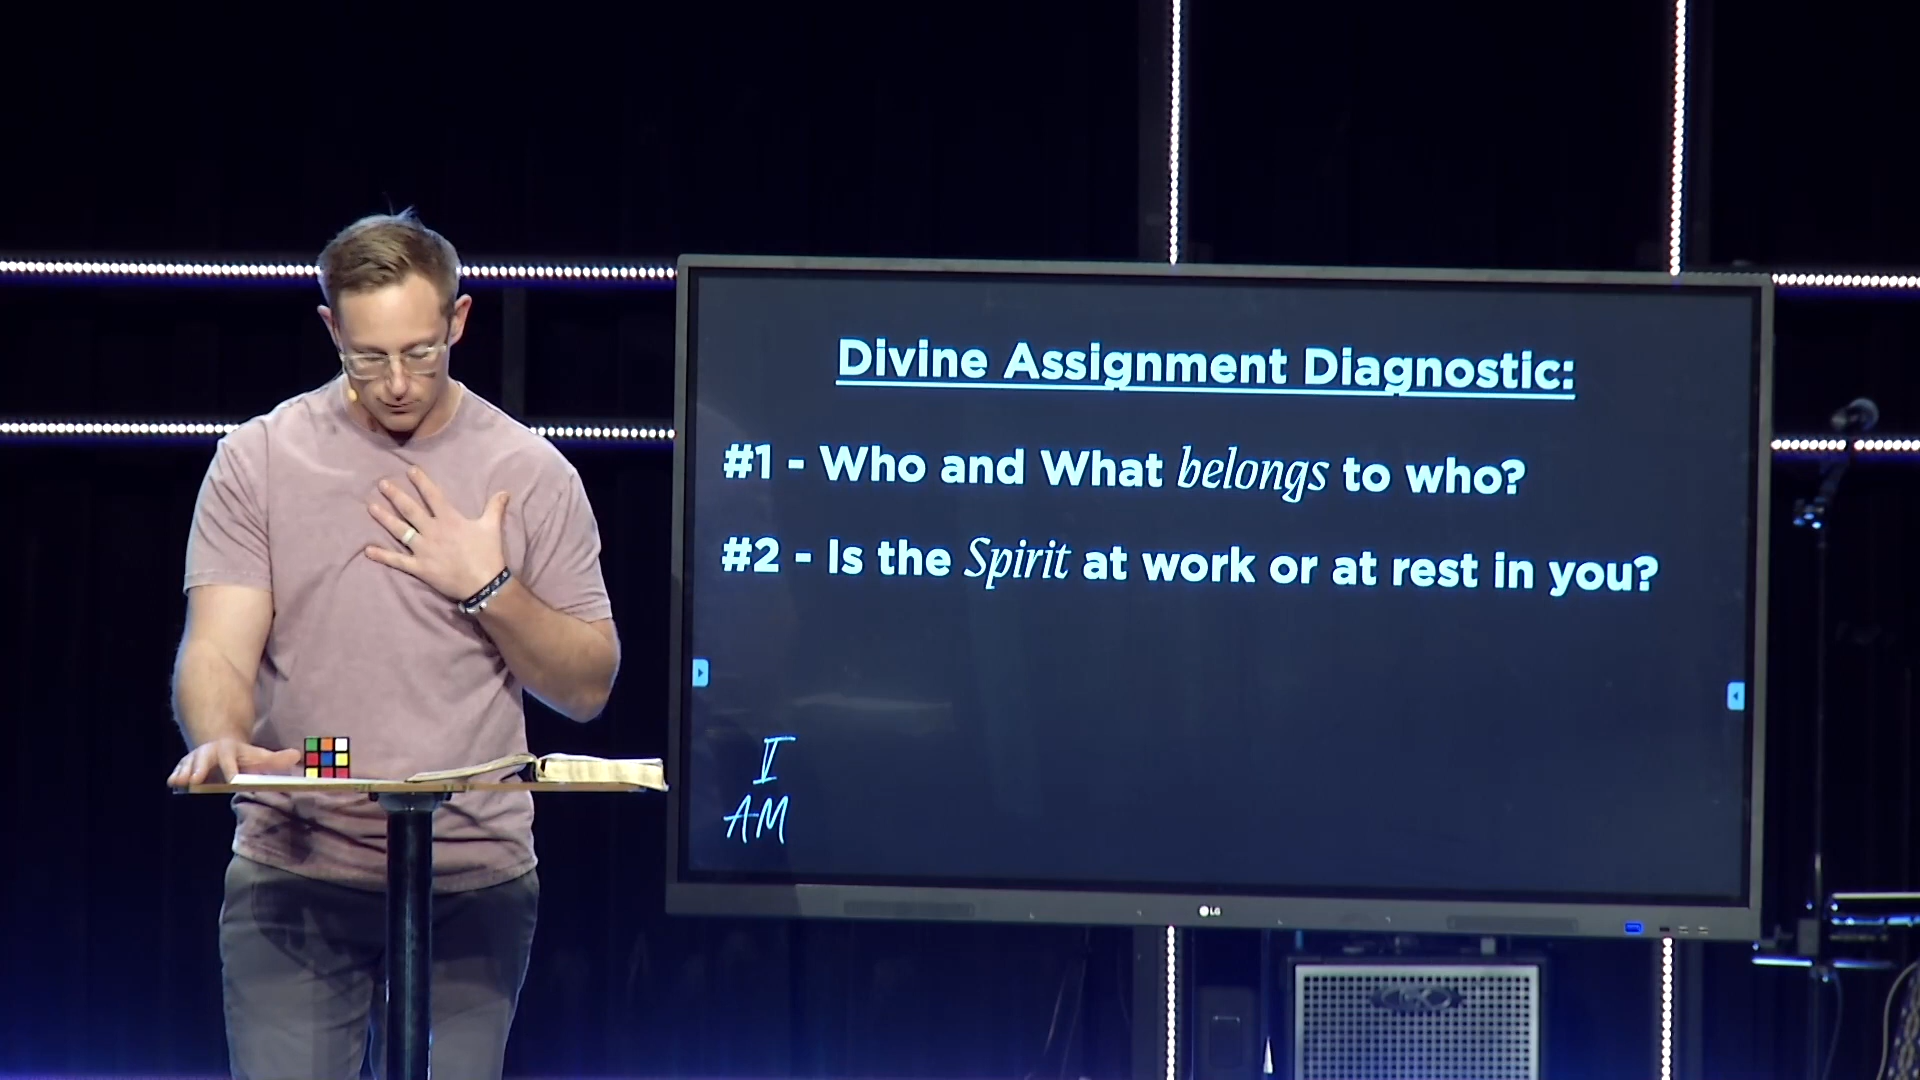 Divine Assignment Diagnostic:
#1 - Who and What belongs to who?
#2 - Is the Spirit at work or at rest in you?
I
AM
LG